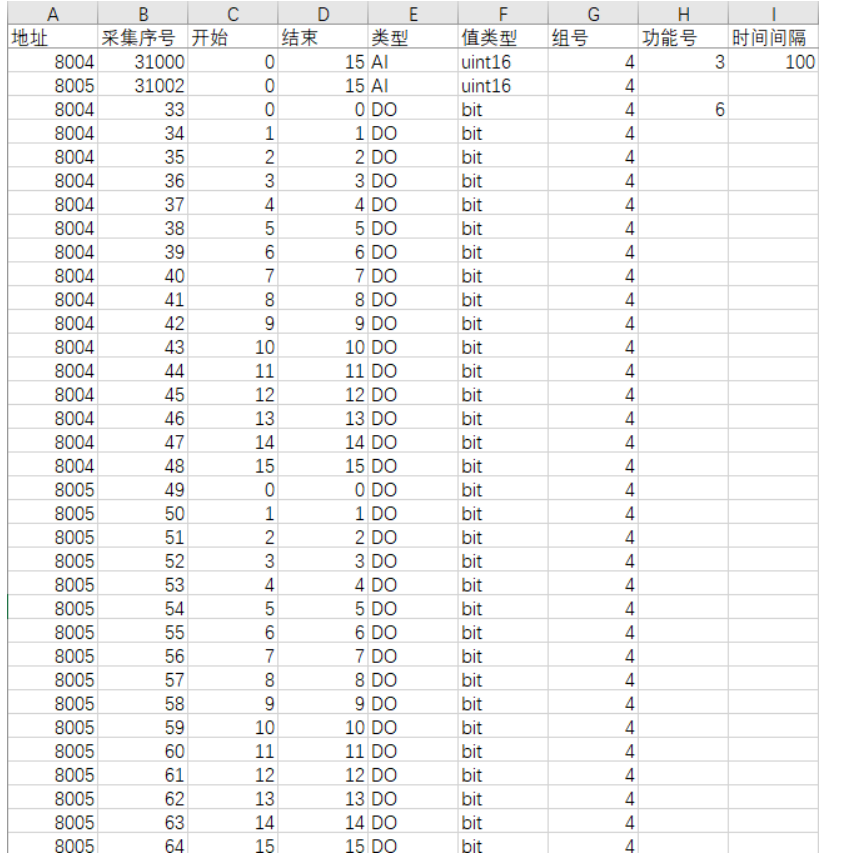 A B C D E F G H I
地址 采集序号 开始 结束 类型 值类型 组号 功能号 时间间隔
8004 31000 0 15 AI uint16 4 3 100
8005 31002 0 15 AI uint16 4
8004 33 0 0 DO bit 4 6
8004 34 1 1 DO bit 4
8004 35 2 2 DO bit 4
8004 36 3 3 DO bit 4
8004 37 4 4 DO bit 4
8004 38 5 5 DO bit 4
8004 39 6 6 DO bit 4
8004 40 7 7 DO bit 4
8004 41 8 8 DO bit 4
8004 42 9 9 DO bit 4
8004 43 10 10 DO bit 4
8004 44 11 11 DO bit 4
8004 45 12 12 DO bit 4
8004 46 13 13 DO bit 4
8004 47 14 14 DO bit 4
8004 48 15 15 DO bit 4
8005 49 0 0 DO bit 4
8005 50 1 1 DO bit 4
8005 51 2 2 DO bit 4
8005 52 3 3 DO bit 4
8005 53 4 4 DO bit 4
8005 54 5 5 DO bit 4
8005 55 6 6 DO bit 4
8005 56 7 7 DO bit 4
8005 57 8 8 DO bit 4
8005 58 9 9 DO bit 4
8005 59 10 10 DO bit 4
8005 60 11 11 DO bit 4
8005 61 12 12 DO bit 4
8005 62 13 13 DO bit 4
8005 63 14 14 DO bit 4
8005 64 15 15 DO bit 4